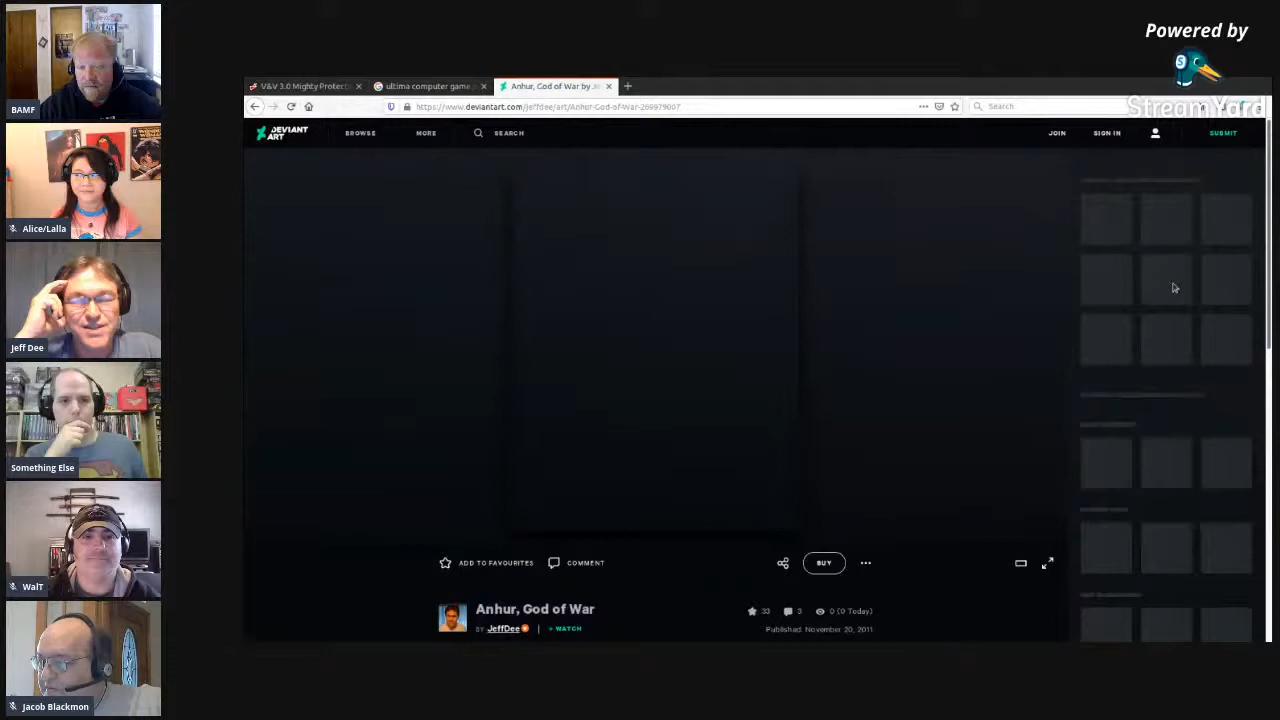 Powered by
StreamYard
BAMF
Alice/Lalla
Jeff Dee
Something Else
WalT
Jacob Blackmon
V&V 3.0 Mighty Protect
ultima computer game
Anhur, God of War by
https://www.deviantart.com/jeffdee/art/Anhur-God-of-War-269979007
Search
DEVIANT ART
BROWSE
MORE
SEARCH
JOIN
SIGN IN
SUBMIT
ADD TO FAVOURITES
COMMENT
BUY
Anhur, God of War
33
3
0 (0 Today)
BY JeffDee
+ WATCH
Published: November 20, 2011